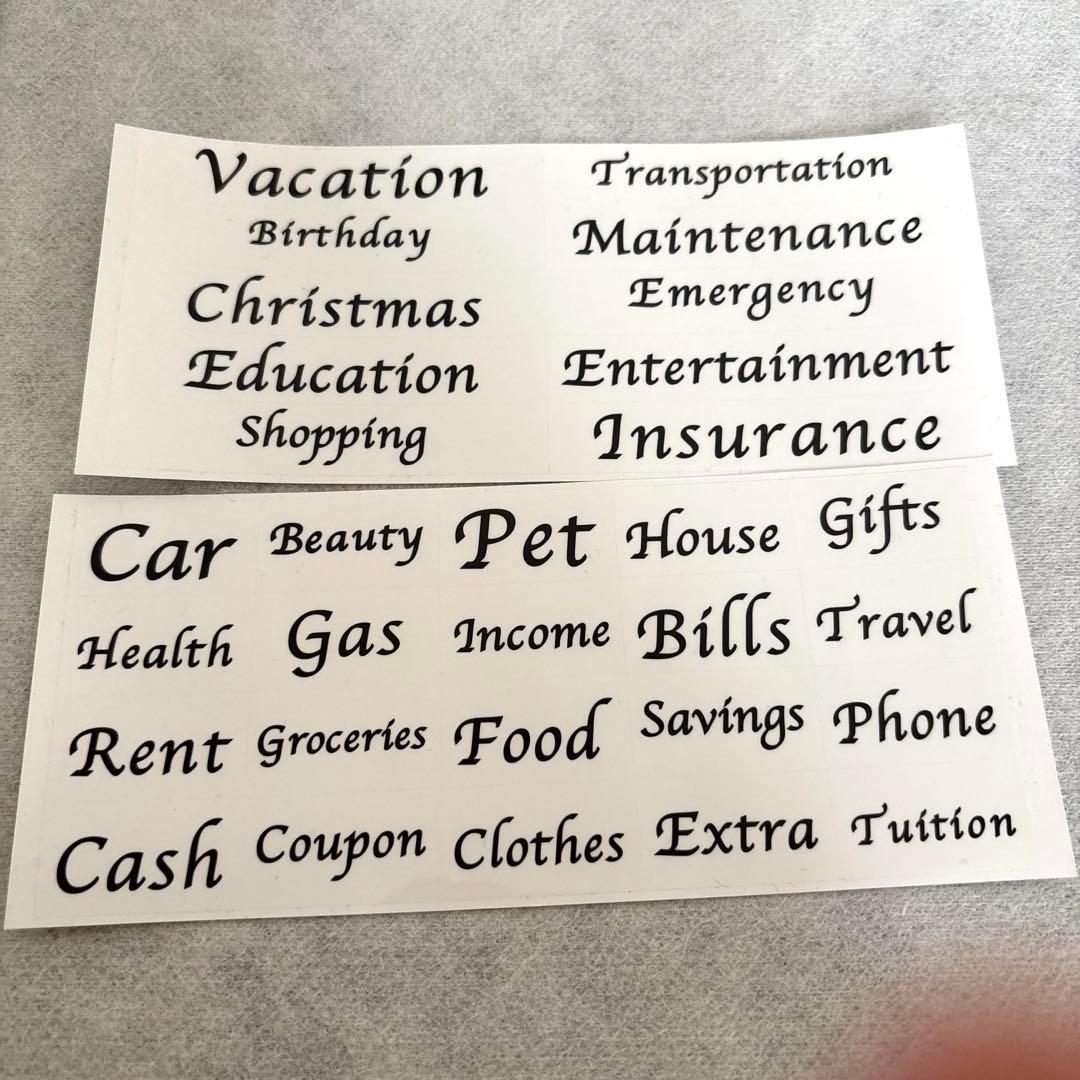 Vacation Transportation
Birthday Maintenance
Christmas Emergency
Education Entertainment
Shopping Insurance
Car Beauty Pet House Gifts
Health Gas Income Bills Travel
Rent Groceries Food Savings Phone
Cash Coupon Clothes Extra Tuition